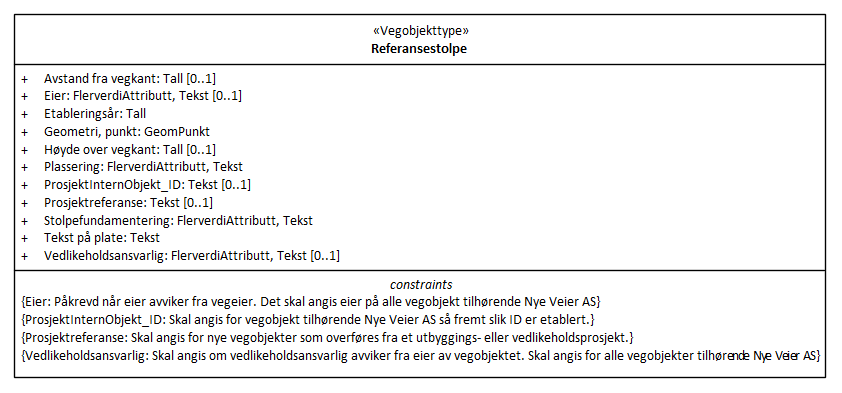 «Vegobjekttype»
Referansestolpe
+ Avstand fra vegkant: Tall [0..1]
+ Eier: FlerverdiAttributt, Tekst [0..1]
+ Etableringsår: Tall
+ Geometri, punkt: GeomPunkt
+ Høyde over vegkant: Tall [0..1]
+ Plassering: FlerverdiAttributt, Tekst
+ ProsjektInternObjekt_ID: Tekst [0..1]
+ Prosjektreferanse: Tekst [0..1]
+ Stolpefundamentering: FlerverdiAttributt, Tekst
+ Tekst på plate: Tekst
+ Vedlikeholdsansvarlig: FlerverdiAttributt, Tekst [0..1]
constraints
{Eier: Påkrevd når eier avviker fra vegeier. Det skal angis eier på alle vegobjekt tilhørende Nye Veier AS}
{ProsjektInternObjekt_ID: Skal angis for vegobjekt tilhørende Nye Veier AS så fremt slik ID er etablert.}
{Prosjektreferanse: Skal angis for nye vegobjekter som overføres fra et utbyggings- eller vedlikeholdsprosjekt.}
{Vedlikeholdsansvarlig: Skal angis om vedlikeholdsansvarlig avviker fra eier av vegobjektet. Skal angis for alle vegobjekter tilhørende Nye Veier AS}